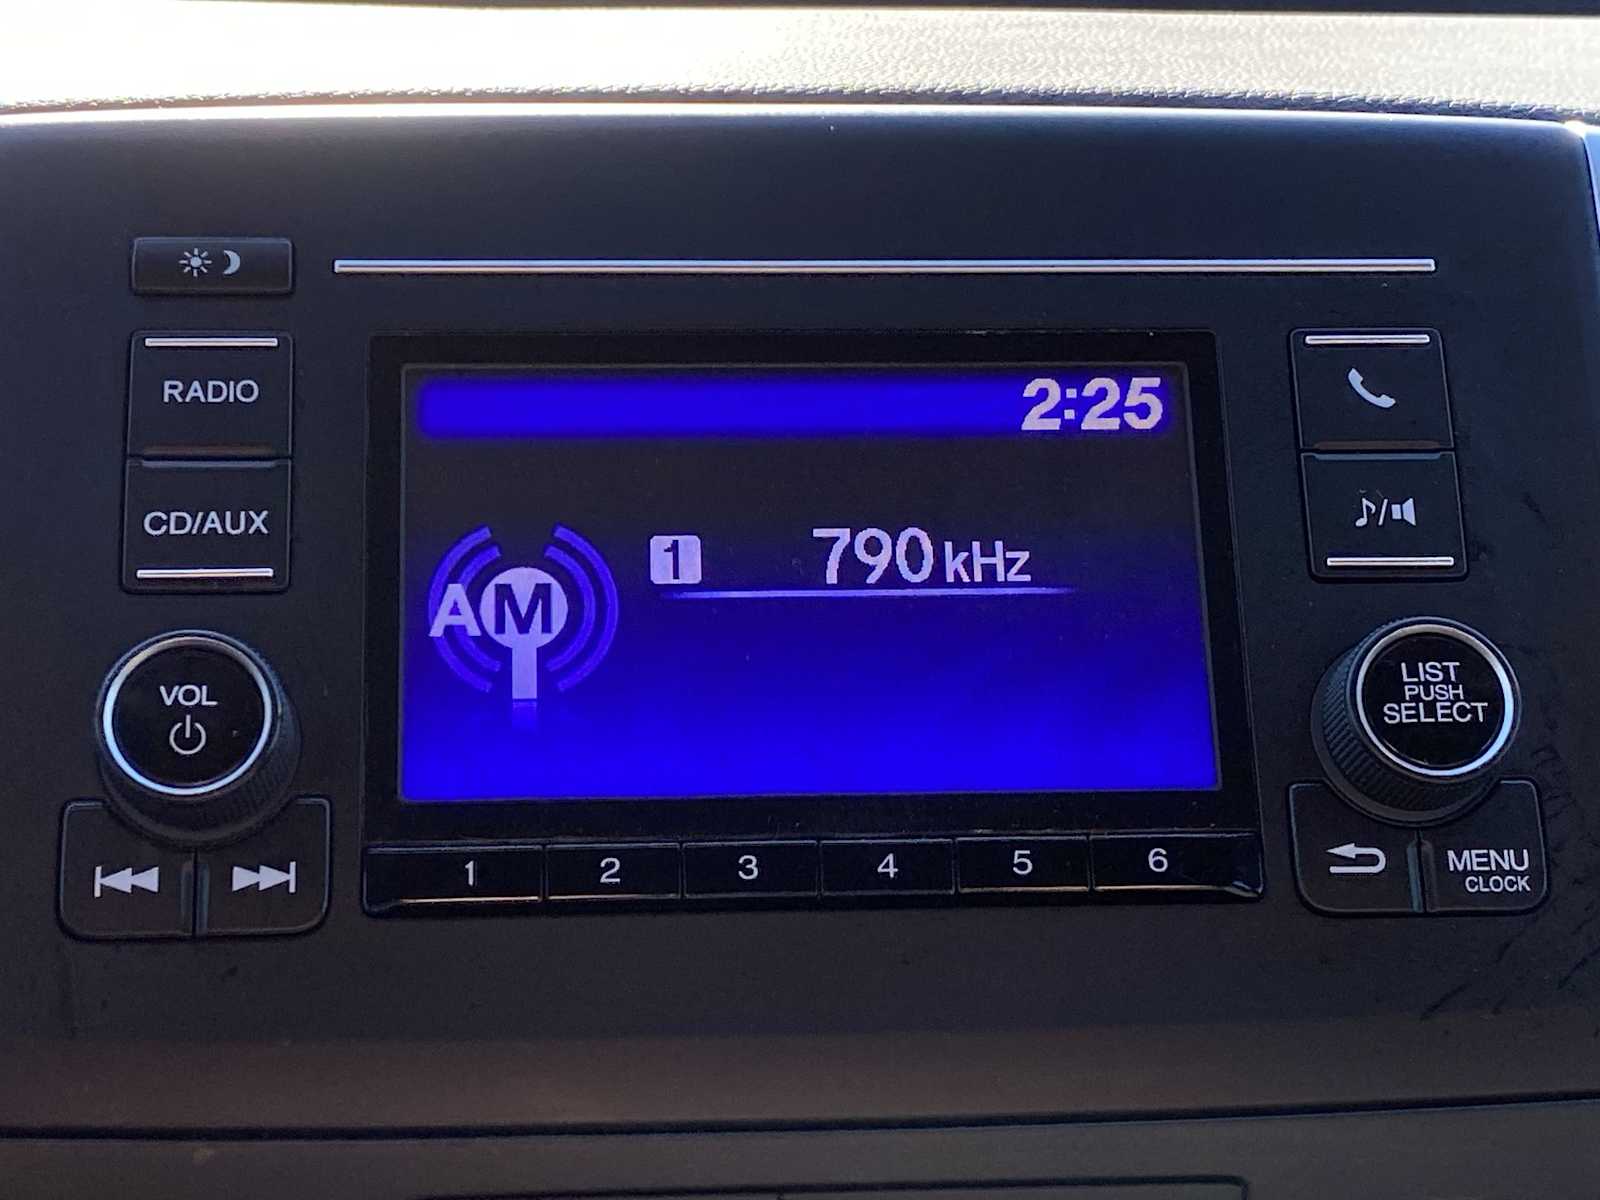 RADIO
CD/AUX
VOL
2:25
AM
1 790 kHz
1 2 3 4 5 6
LIST
PUSH
SELECT
MENU
CLOCK